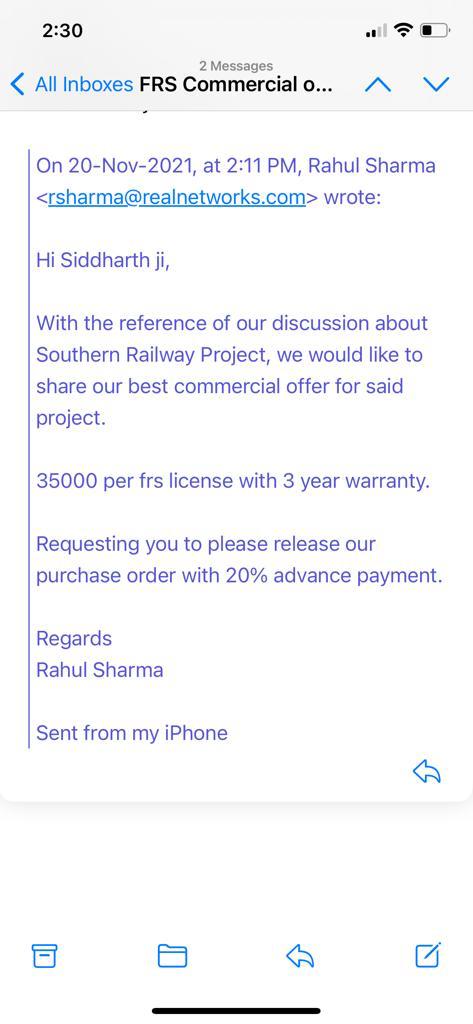 2:30
2 Messages
All Inboxes FRS Commercial o...
On 20-Nov-2021, at 2:11 PM, Rahul Sharma
<rsharma@realnetworks.com> wrote:
Hi Siddharth ji,
With the reference of our discussion about
Southern Railway Project, we would like to
share our best commercial offer for said
project.
35000 per frs license with 3 year warranty.
Requesting you to please release our
purchase order with 20% advance payment.
Regards
Rahul Sharma
Sent from my iPhone